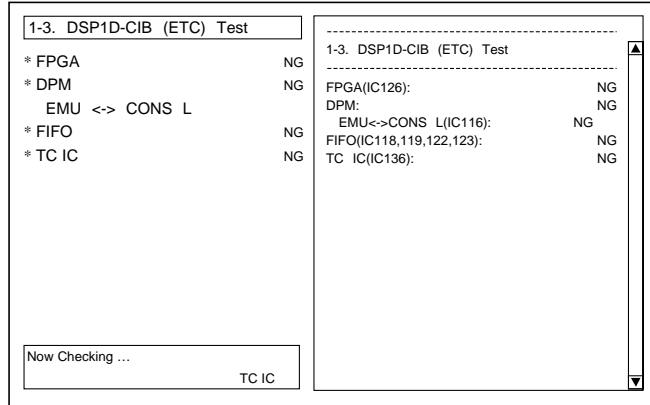 1-3. DSP1D-CIB (ETC) Test
* FPGA NG
* DPM NG
EMU <-> CONS L
* FIFO NG
* TC IC NG
Now Checking …
TC IC
------------------------------------------------------------
1-3. DSP1D-CIB (ETC) Test
------------------------------------------------------------
FPGA(IC126): NG
DPM: NG
EMU<->CONS L(IC116): NG
FIFO(IC118,119,122,123): NG
TC IC(IC136): NG